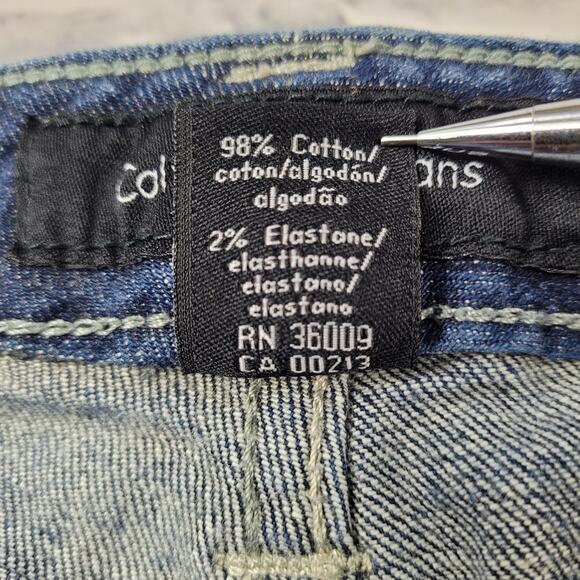 98% Cotton/
coton/algodón/
algodão
2% Elastane/
elasthanne/
elastano/
elastano
RN 36009
CA 00213